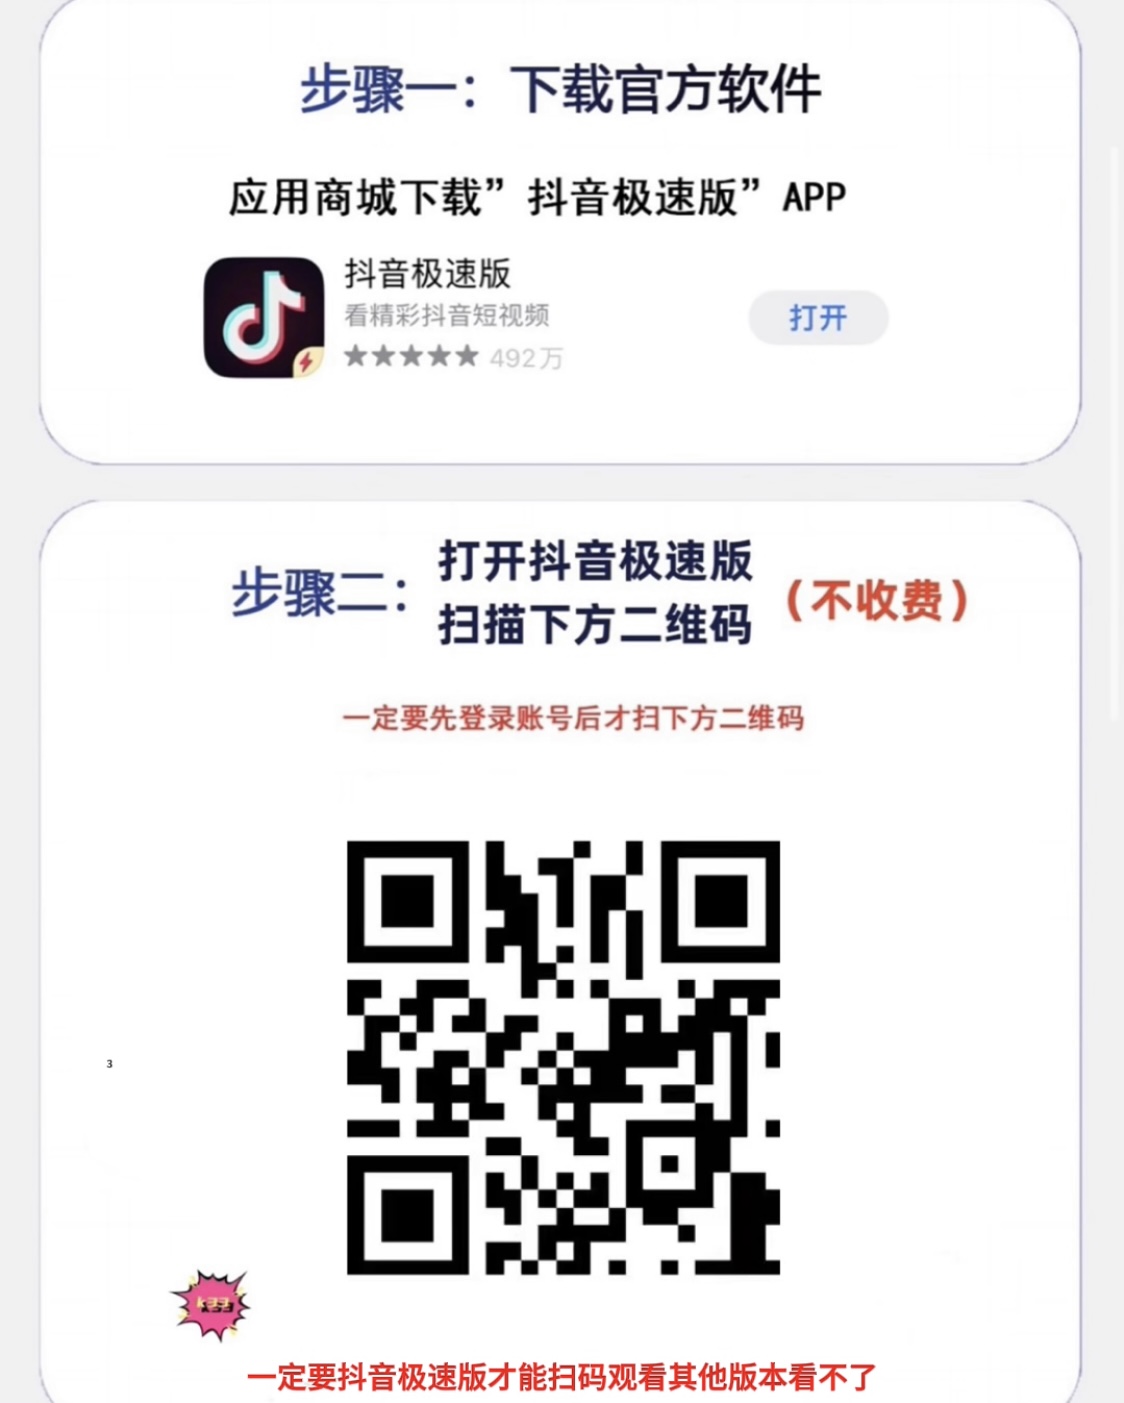 步骤一：下载官方软件
应用商城下载”抖音极速版”APP
抖音极速版
看精彩抖音短视频
★★★★★ 492万
打开
步骤二：
打开抖音极速版
扫描下方二维码
（不收费）
一定要先登录账号后才扫下方二维码
3
k33
一定要抖音极速版才能扫码观看其他版本看不了